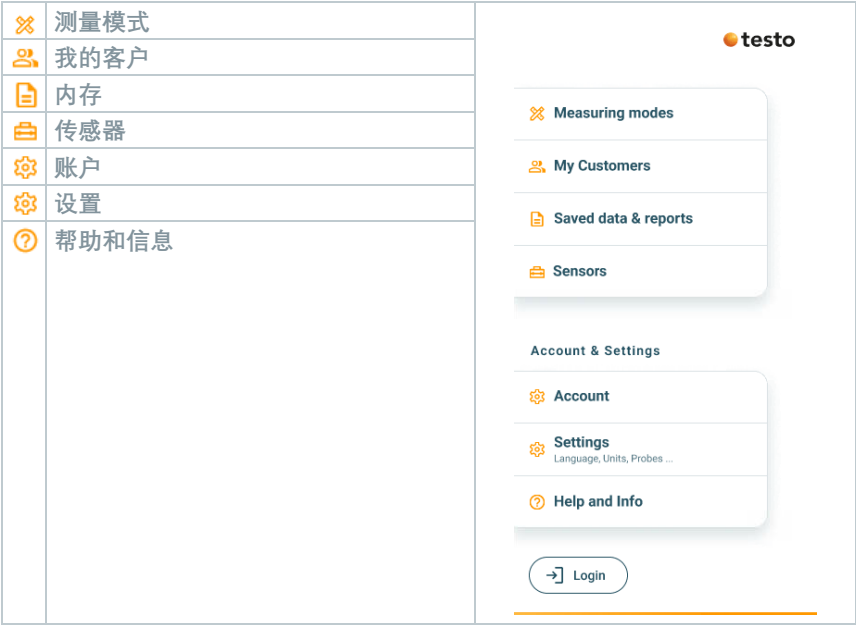 测量模式
我的客户
内存
传感器
账户
设置
帮助和信息
testo
Measuring modes
My Customers
Saved data & reports
Sensors
Account & Settings
Account
Settings
Language, Units, Probes ...
Help and Info
Login